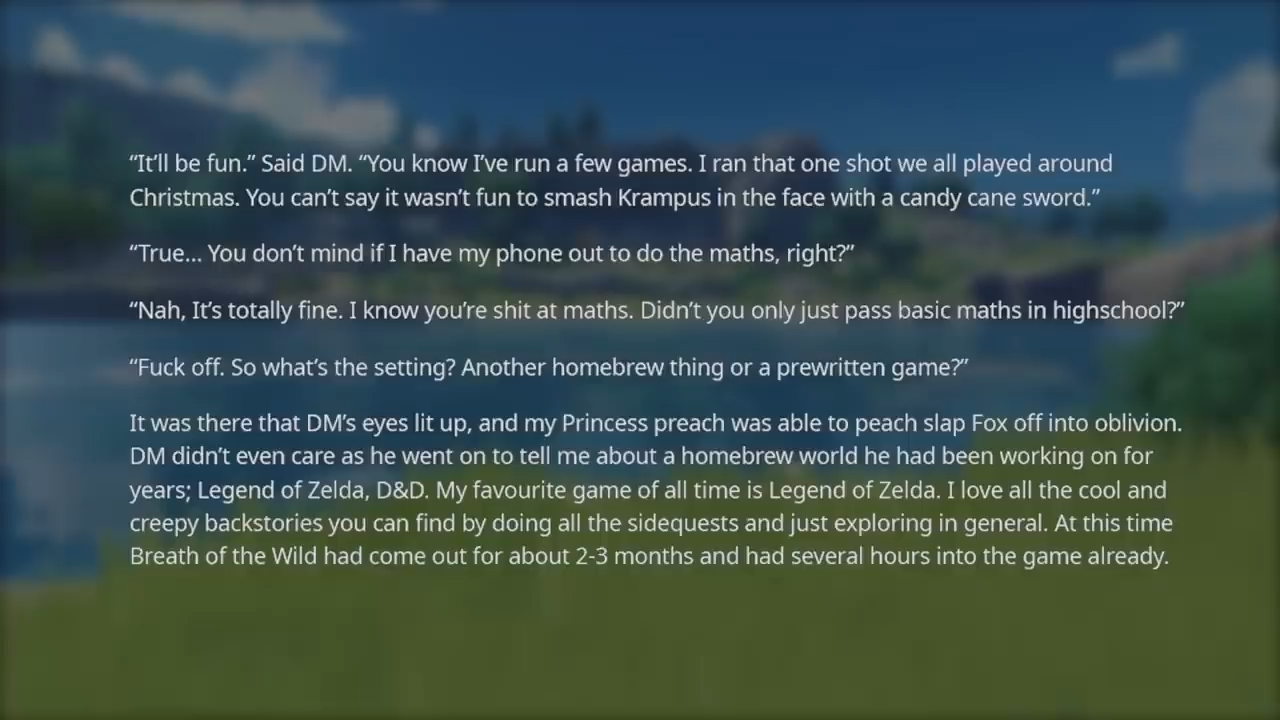 “It’ll be fun.” Said DM. “You know I’ve run a few games. I ran that one shot we all played around
Christmas. You can’t say it wasn’t fun to smash Krampus in the face with a candy cane sword.”
“True... You don’t mind if I have my phone out to do the maths, right?”
“Nah, It’s totally fine. I know you’re shit at maths. Didn’t you only just pass basic maths in highschool?”
“Fuck off. So what’s the setting? Another homebrew thing or a prewritten game?”
It was there that DM’s eyes lit up, and my Princess preach was able to peach slap Fox off into oblivion.
DM didn’t even care as he went on to tell me about a homebrew world he had been working on for
years; Legend of Zelda, D&D. My favourite game of all time is Legend of Zelda. I love all the cool and
creepy backstories you can find by doing all the sidequests and just exploring in general. At this time
Breath of the Wild had come out for about 2-3 months and had several hours into the game already.